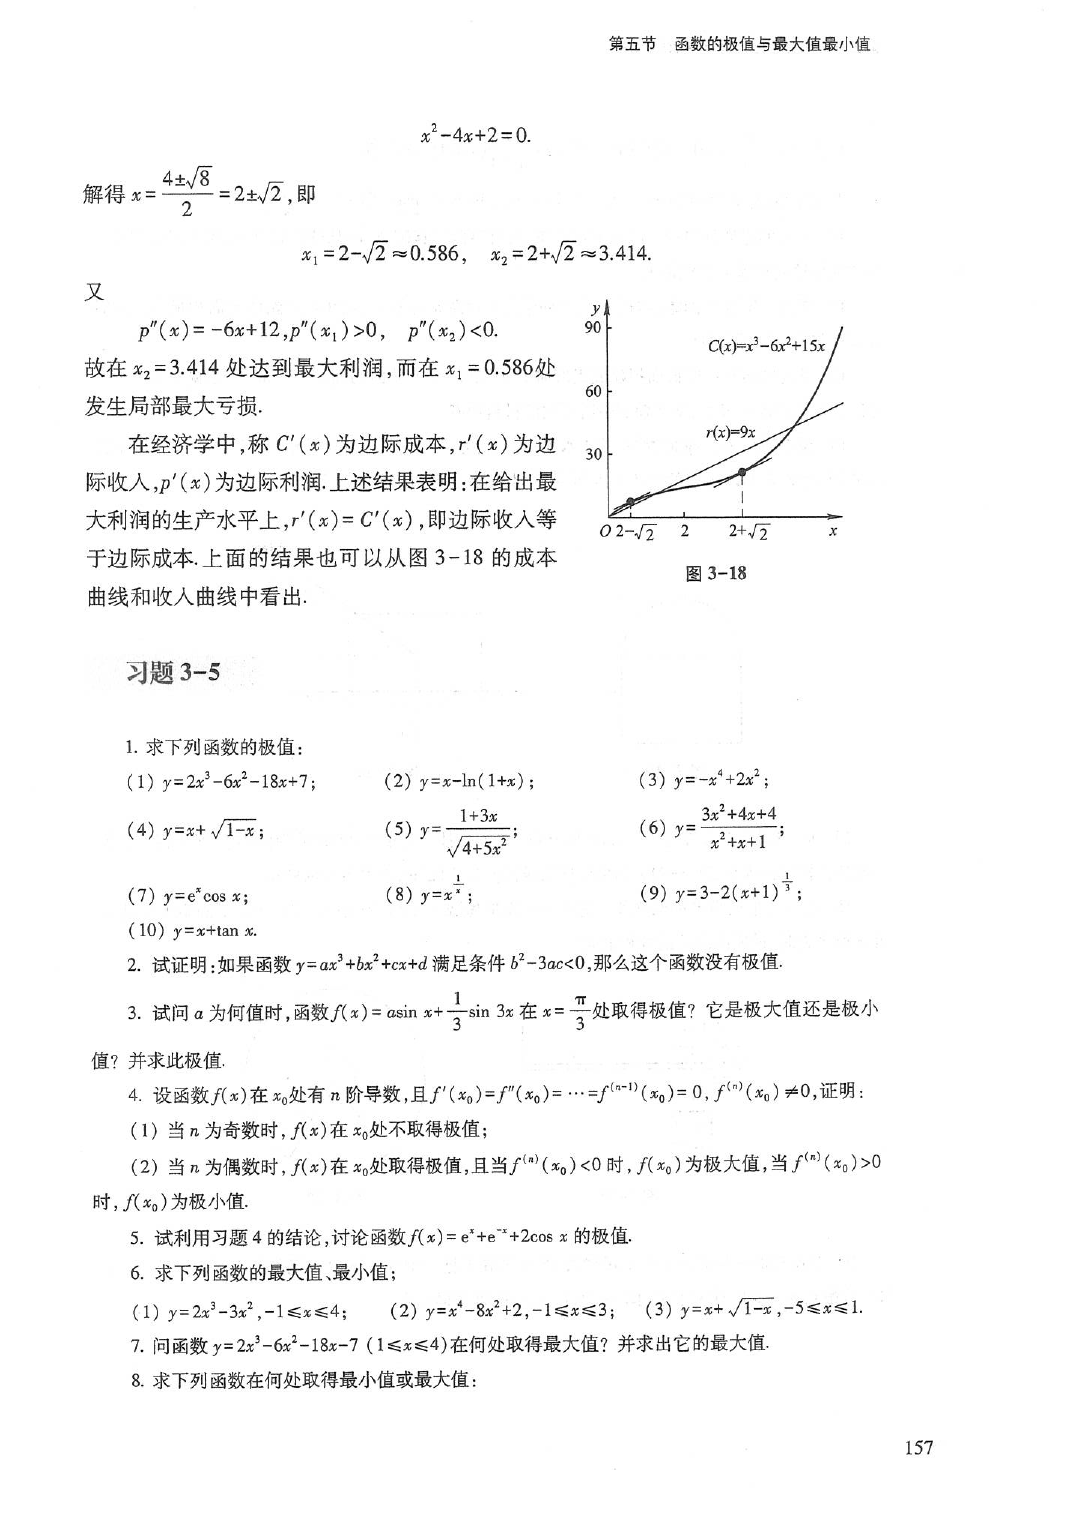 第五节　函数的极值与最大值最小值
x²-4x+2=0.
解得 x=(4±√8)/2=2±√2,即
x₁=2-√2≈0.586, x₂=2+√2≈3.414.
又
p″(x)=-6x+12,p″(x₁)>0, p″(x₂)<0.
故在 x₂=3.414 处达到最大利润,而在 x₁=0.586处
发生局部最大亏损.
在经济学中,称 C′(x)为边际成本,r′(x)为边
际收入,p′(x)为边际利润.上述结果表明:在给出最
大利润的生产水平上,r′(x)=C′(x),即边际收入等
于边际成本.上面的结果也可以从图 3-18 的成本
曲线和收入曲线中看出.
y
90
C(x)=x³-6x²+15x
60
r(x)=9x
30
O 2-√2 2 2+√2 x
图 3-18
习题 3-5
1. 求下列函数的极值:
(1) y=2x³-6x²-18x+7; (2) y=x-ln(1+x); (3) y=-x⁴+2x²;
(4) y=x+√(1-x); (5) y=(1+3x)/√(4+5x²); (6) y=(3x²+4x+4)/(x²+x+1);
(7) y=eˣcos x; (8) y=x^(1/x); (9) y=3-2(x+1)^(1/3);
(10) y=x+tan x.
2. 试证明:如果函数 y=ax³+bx²+cx+d 满足条件 b²-3ac<0,那么这个函数没有极值.
3. 试问 a 为何值时,函数 f(x)=asin x+1/3 sin 3x 在 x=π/3 处取得极值? 它是极大值还是极小
值? 并求此极值.
4. 设函数 f(x)在 x₀处有 n 阶导数,且 f′(x₀)=f″(x₀)=…=f⁽ⁿ⁻¹⁾(x₀)=0, f⁽ⁿ⁾(x₀)≠0,证明:
(1) 当 n 为奇数时, f(x)在 x₀处不取得极值;
(2) 当 n 为偶数时, f(x)在 x₀处取得极值,且当 f⁽ⁿ⁾(x₀)<0 时, f(x₀)为极大值,当 f⁽ⁿ⁾(x₀)>0
时, f(x₀)为极小值.
5. 试利用习题 4 的结论,讨论函数 f(x)=eˣ+e⁻ˣ+2cos x 的极值.
6. 求下列函数的最大值、最小值;
(1) y=2x³-3x²,-1≤x≤4; (2) y=x⁴-8x²+2,-1≤x≤3; (3) y=x+√(1-x),-5≤x≤1.
7. 问函数 y=2x³-6x²-18x-7 (1≤x≤4)在何处取得最大值? 并求出它的最大值.
8. 求下列函数在何处取得最小值或最大值:
157